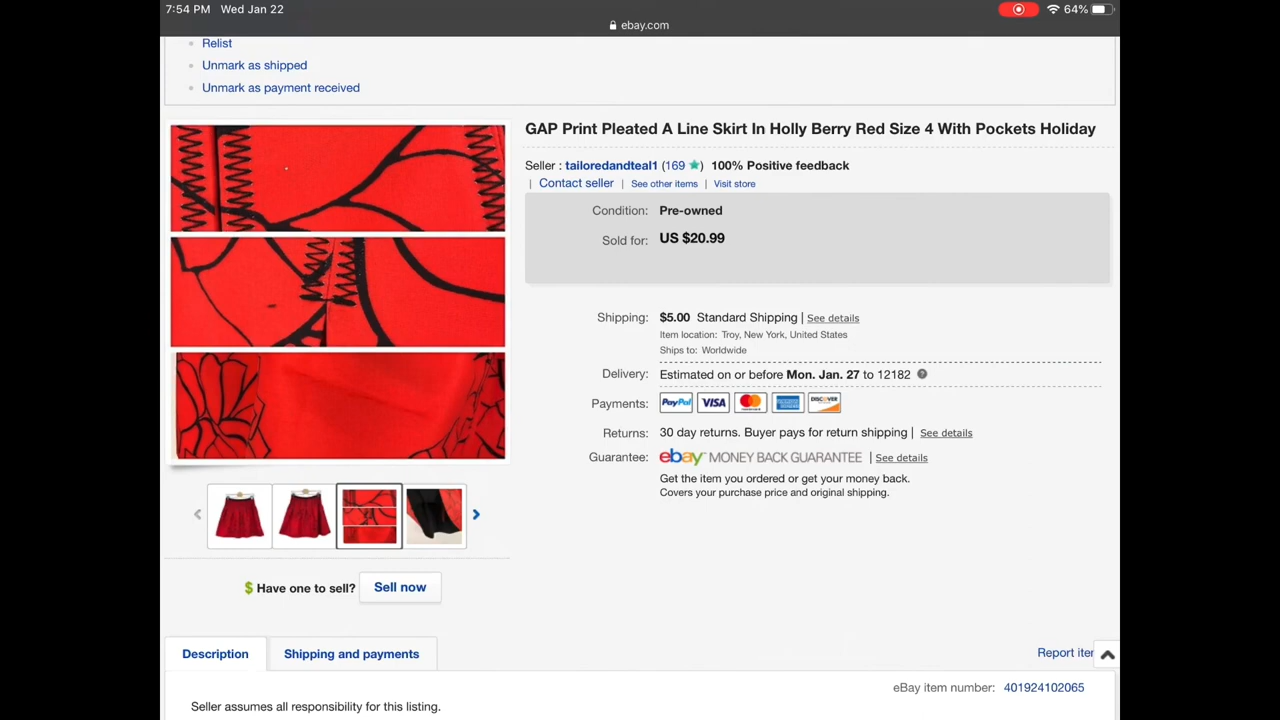 7:54 PM Wed Jan 22
64%
ebay.com
Relist
Unmark as shipped
Unmark as payment received
GAP Print Pleated A Line Skirt In Holly Berry Red Size 4 With Pockets Holiday
Seller : tailoredandteal1 (169 ) 100% Positive feedback
| Contact seller | See other items | Visit store
Condition: Pre-owned
Sold for: US $20.99
Shipping: $5.00 Standard Shipping | See details
Item location: Troy, New York, United States
Ships to: Worldwide
Delivery: Estimated on or before Mon. Jan. 27 to 12182 ?
Payments: PayPal VISA MasterCard AMERICAN EXPRESS DISCOVER
Returns: 30 day returns. Buyer pays for return shipping | See details
Guarantee: ebay MONEY BACK GUARANTEE | See details
Get the item you ordered or get your money back.
Covers your purchase price and original shipping.
$ Have one to sell? Sell now
Description Shipping and payments
Report iter
eBay item number: 401924102065
Seller assumes all responsibility for this listing.